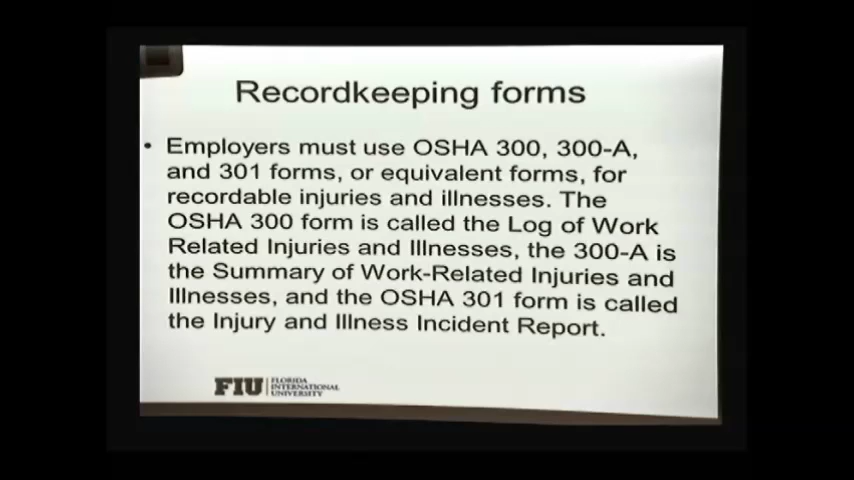 Recordkeeping forms
• Employers must use OSHA 300, 300-A,
and 301 forms, or equivalent forms, for
recordable injuries and illnesses. The
OSHA 300 form is called the Log of Work
Related Injuries and Illnesses, the 300-A is
the Summary of Work-Related Injuries and
Illnesses, and the OSHA 301 form is called
the Injury and Illness Incident Report.
FIU
FLORIDA
INTERNATIONAL
UNIVERSITY